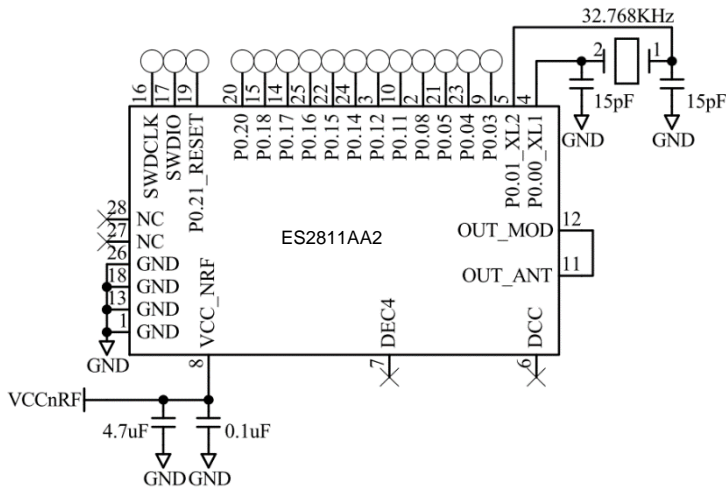 32.768KHz
2 1
15pF 15pF
GND GND
16 17 19 20 15 14 25 22 24 3 10 2 21 23 9 5 4
SWDCLK
SWDIO
P0.21_RESET
P0.20
P0.18
P0.17
P0.16
P0.15
P0.14
P0.12
P0.11
P0.08
P0.05
P0.04
P0.03
P0.01_XL2
P0.00_XL1
28 NC
27 NC
26 GND
18 GND
13 GND
1 GND
GND
ES2811AA2
OUT_MOD 12
OUT_ANT 11
VCC_NRF
DEC4
DCC
8 7 6
VCCnRF
4.7uF 0.1uF
GND GND